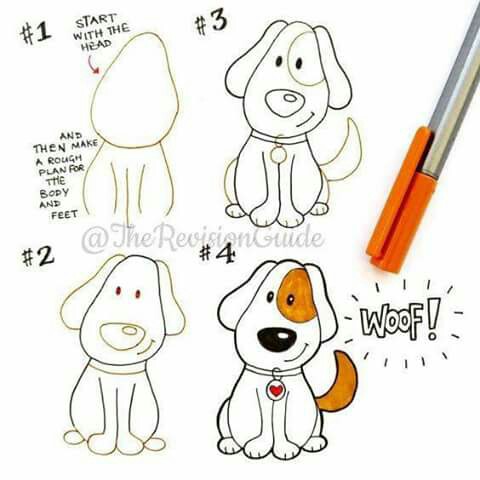 #1
START
WITH THE
HEAD
AND
THEN MAKE
A ROUGH
PLAN FOR
THE
BODY
AND
FEET
#3
@TheRevisionGuide
#2
#4
WOOF!